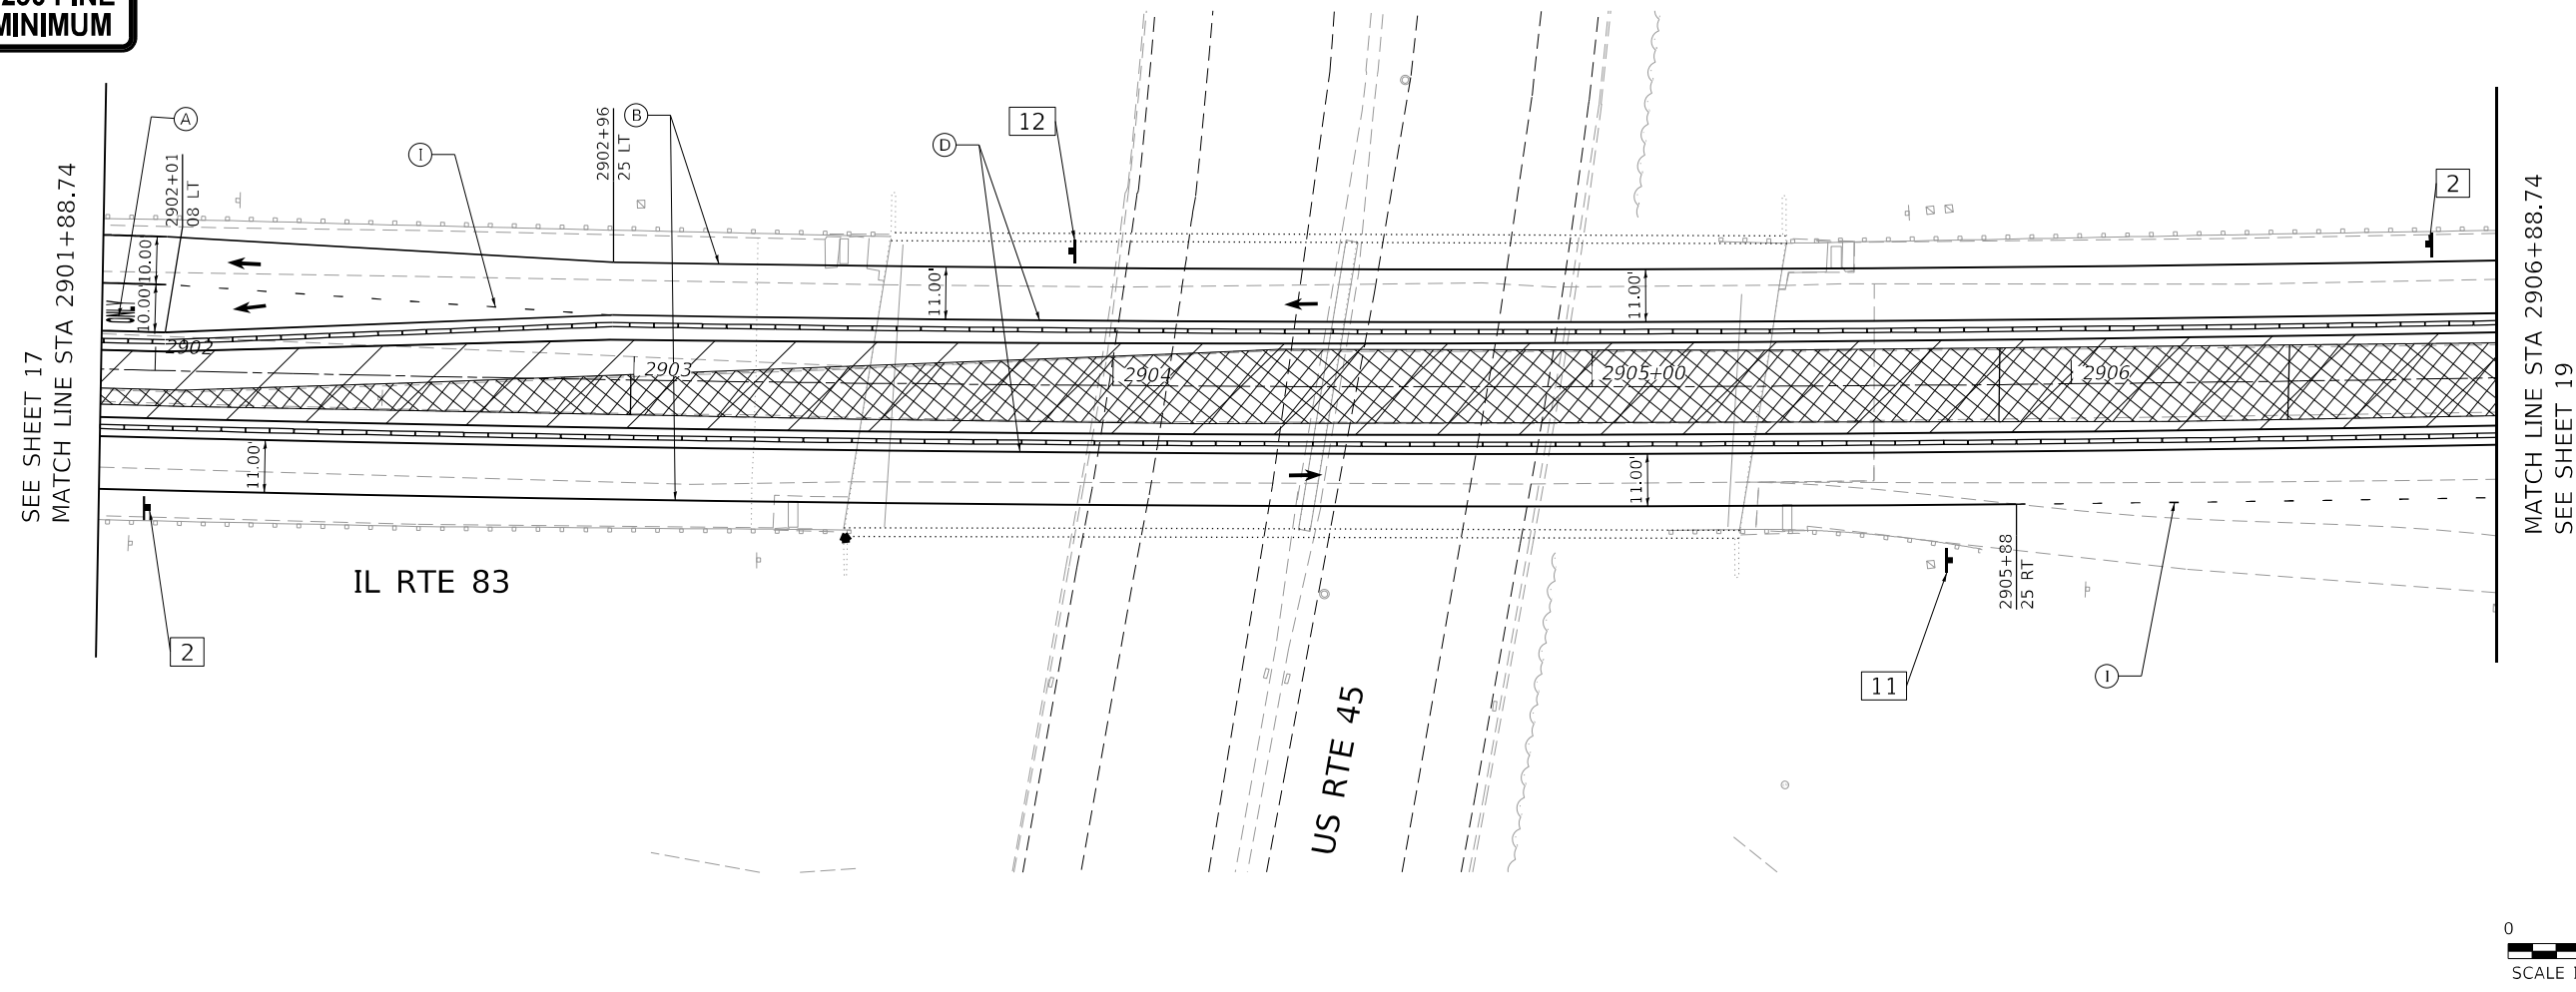 MINIMUM
SEE SHEET 17
MATCH LINE STA 2901+88.74
A
2902+01
08 LT
I
2902+96
25 LT
B
D
12
2
10.00'
10.00'
11.00'
11.00'
2902
2903
2904
2905+00
2906
11.00'
11.00'
2905+88
25 RT
IL RTE 83
2
US RTE 45
11
I
MATCH LINE STA 2906+88.74
SEE SHEET 19
0
SCALE